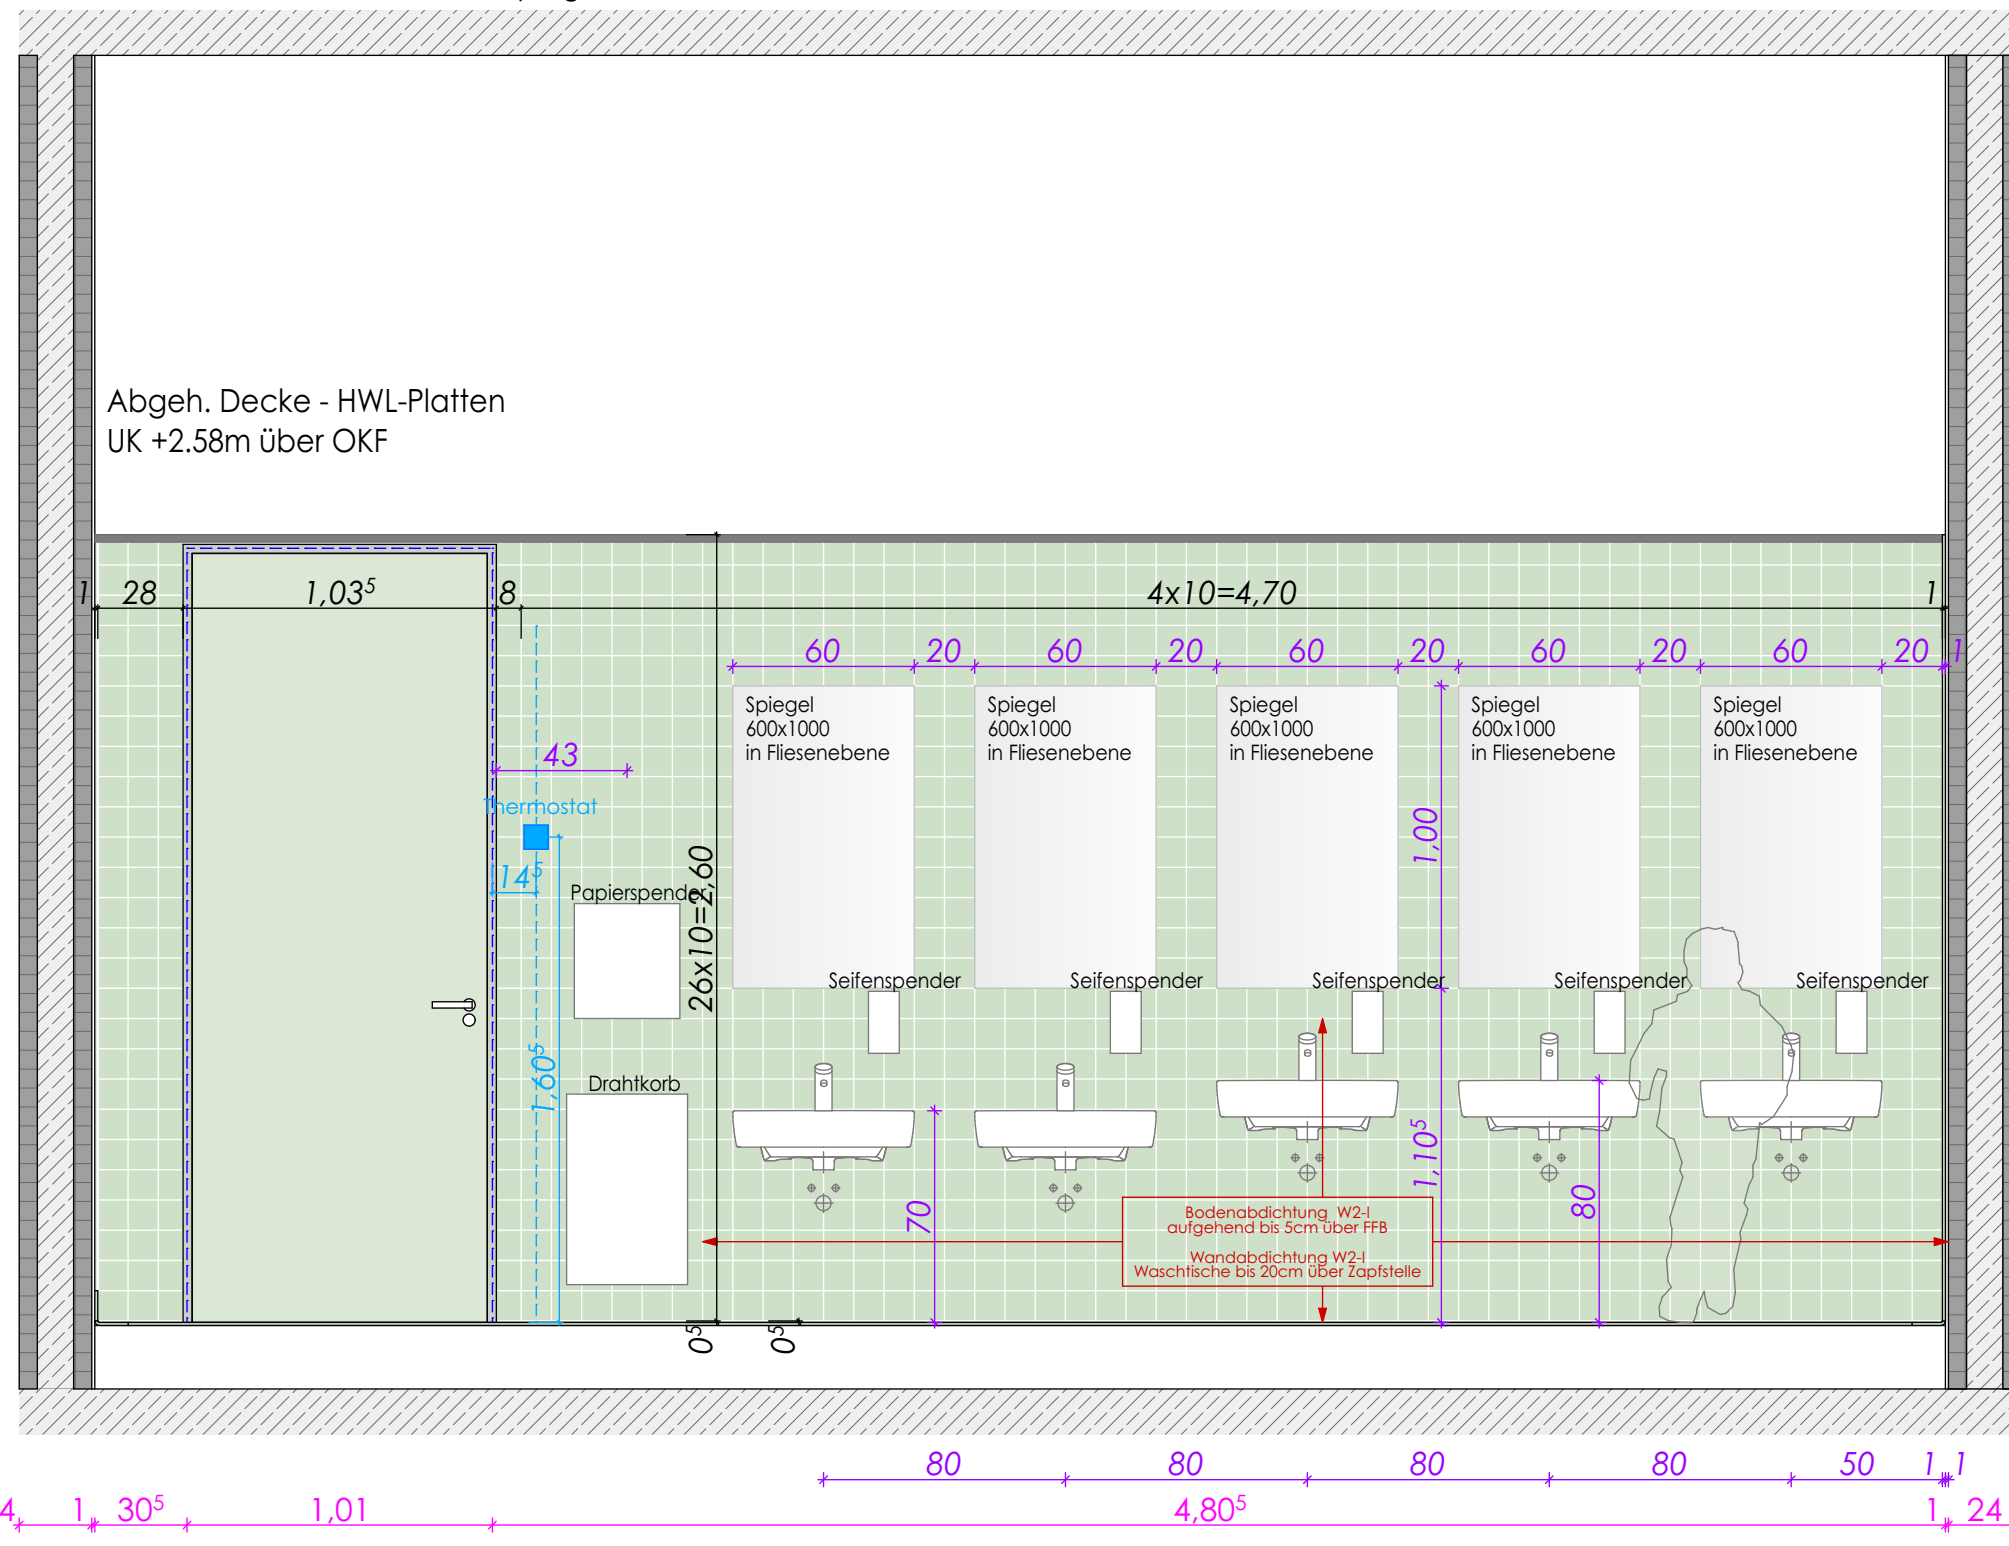 Abgeh. Decke - HWL-Platten
UK +2.58m über OKF
1 28 1,03⁵ 8 4x10=4,70 1
60 20 60 20 60 20 60 20 60 20 1
Spiegel
600x1000
in Fliesenebene
Spiegel
600x1000
in Fliesenebene
Spiegel
600x1000
in Fliesenebene
Spiegel
600x1000
in Fliesenebene
Spiegel
600x1000
in Fliesenebene
43
Thermostat
14⁵
1,60⁵
Papierspender
26x10=2,60
Drahtkorb
1,00
Seifenspender
Seifenspender
Seifenspender
Seifenspender
Seifenspender
70
1,10⁵
80
Bodenabdichtung W2-I
aufgehend bis 5cm über FFB
Wandabdichtung W2-I
Waschtische bis 20cm über Zapfstelle
0⁵
0⁵
80 80 80 80 50 1 1
4 1 30⁵ 1,01 4,80⁵ 1 24